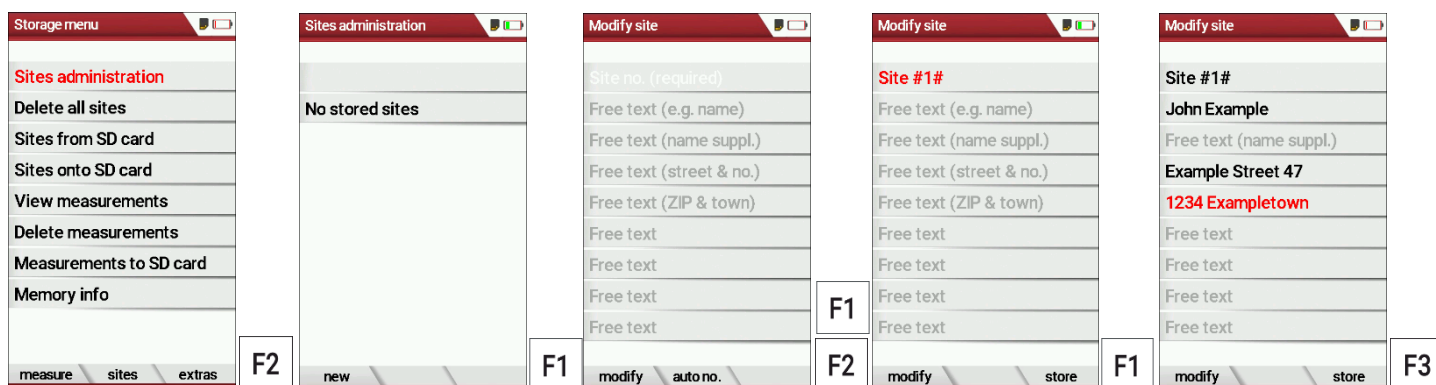 Storage menu
Sites administration
Delete all sites
Sites from SD card
Sites onto SD card
View measurements
Delete measurements
Measurements to SD card
Memory info
measure sites extras
F2
Sites administration
No stored sites
new
F1
Modify site
Site no. (required)
Free text (e.g. name)
Free text (name suppl.)
Free text (street & no.)
Free text (ZIP & town)
Free text
Free text
Free text
Free text
modify auto no.
F1
F2
Modify site
Site #1#
Free text (e.g. name)
Free text (name suppl.)
Free text (street & no.)
Free text (ZIP & town)
Free text
Free text
Free text
Free text
modify store
F1
Modify site
Site #1#
John Example
Free text (name suppl.)
Example Street 47
1234 Exampletown
Free text
Free text
Free text
Free text
modify store
F3